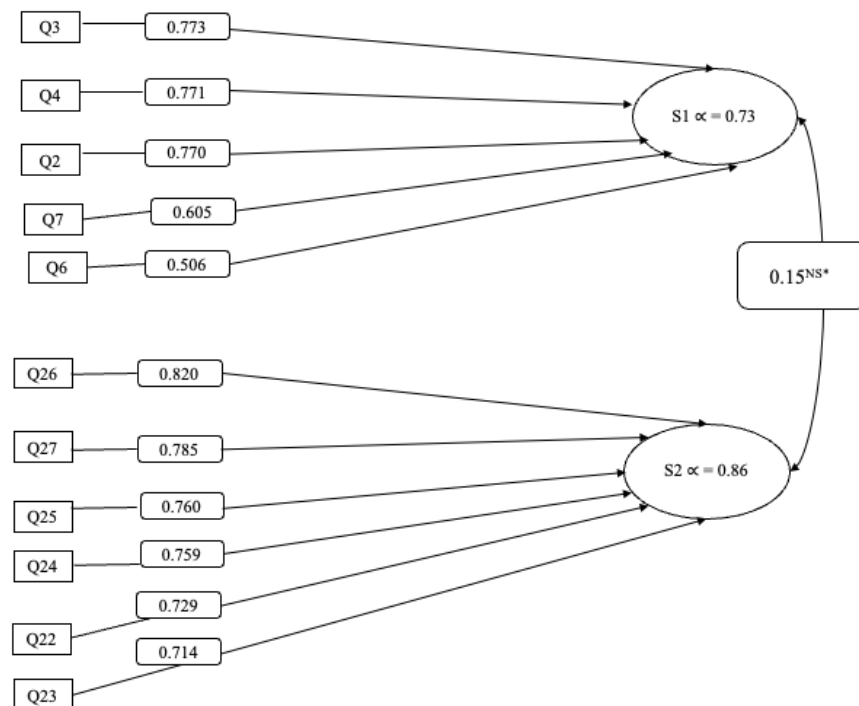 Q3 0.773
Q4 0.771
S1 ∝ = 0.73
Q2 0.770
Q7 0.605
Q6 0.506
0.15NS*
Q26 0.820
Q27 0.785
S2 ∝ = 0.86
Q25 0.760
Q24 0.759
Q22 0.729
Q23 0.714